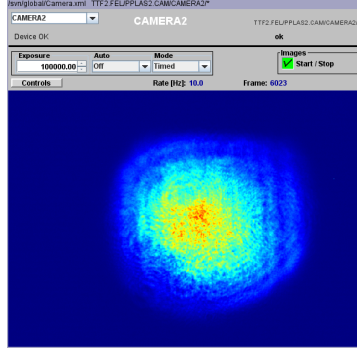 /svn/global/Camera.xml TTF2.FEL/PPLAS2.CAM/CAMERA2/*
CAMERA2 CAMERA2 TTF2.FEL/PPLAS2.CAM/CAMERA2/
Device OK ok
Exposure Auto Mode Images
100000.00 Off Timed Start / Stop
Controls Rate [Hz]: 10.0 Frame: 6023